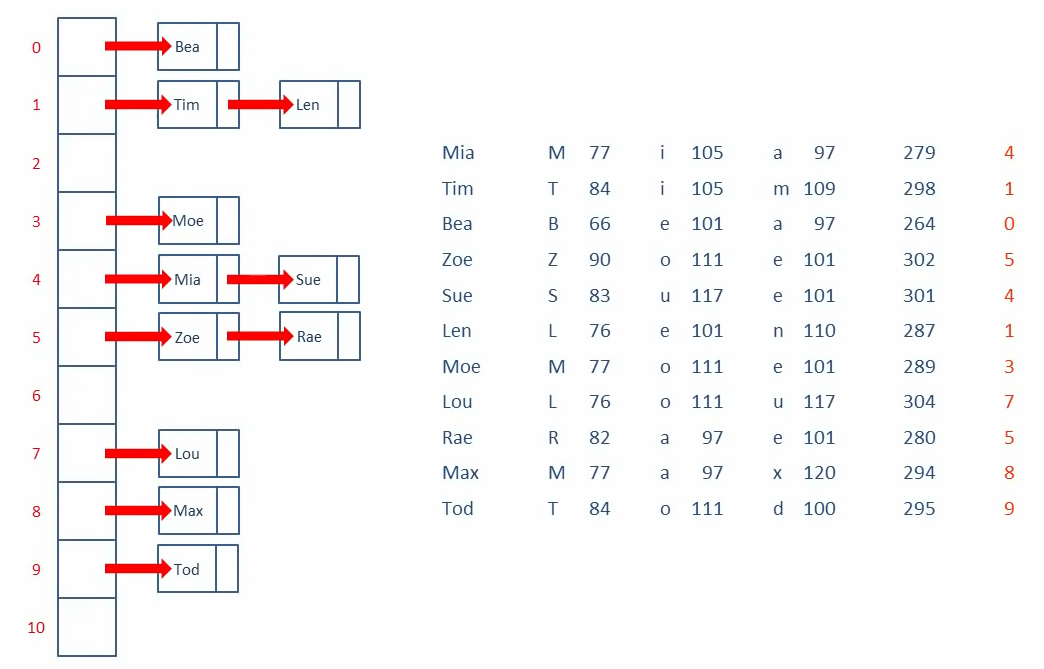 0 Bea
1 Tim Len
2
3 Moe
4 Mia Sue
5 Zoe Rae
6
7 Lou
8 Max
9 Tod
10
Mia M 77 i 105 a 97 279 4
Tim T 84 i 105 m 109 298 1
Bea B 66 e 101 a 97 264 0
Zoe Z 90 o 111 e 101 302 5
Sue S 83 u 117 e 101 301 4
Len L 76 e 101 n 110 287 1
Moe M 77 o 111 e 101 289 3
Lou L 76 o 111 u 117 304 7
Rae R 82 a 97 e 101 280 5
Max M 77 a 97 x 120 294 8
Tod T 84 o 111 d 100 295 9